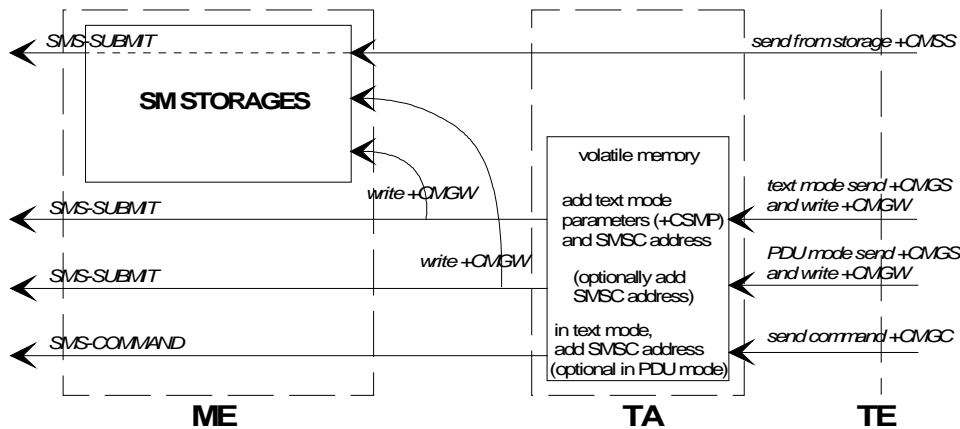 SMS-SUBMIT
send from storage +CMSS
SM STORAGES
volatile memory
write +CMGW
text mode send +CMGS
and write +CMGW
SMS-SUBMIT
add text mode
parameters (+CSMP)
and SMSC address
write +CMGW
PDU mode send +CMGS
and write +CMGW
SMS-SUBMIT
(optionally add
SMSC address)
SMS-COMMAND
in text mode,
add SMSC address
(optional in PDU mode)
send command +CMGC
ME
TA
TE